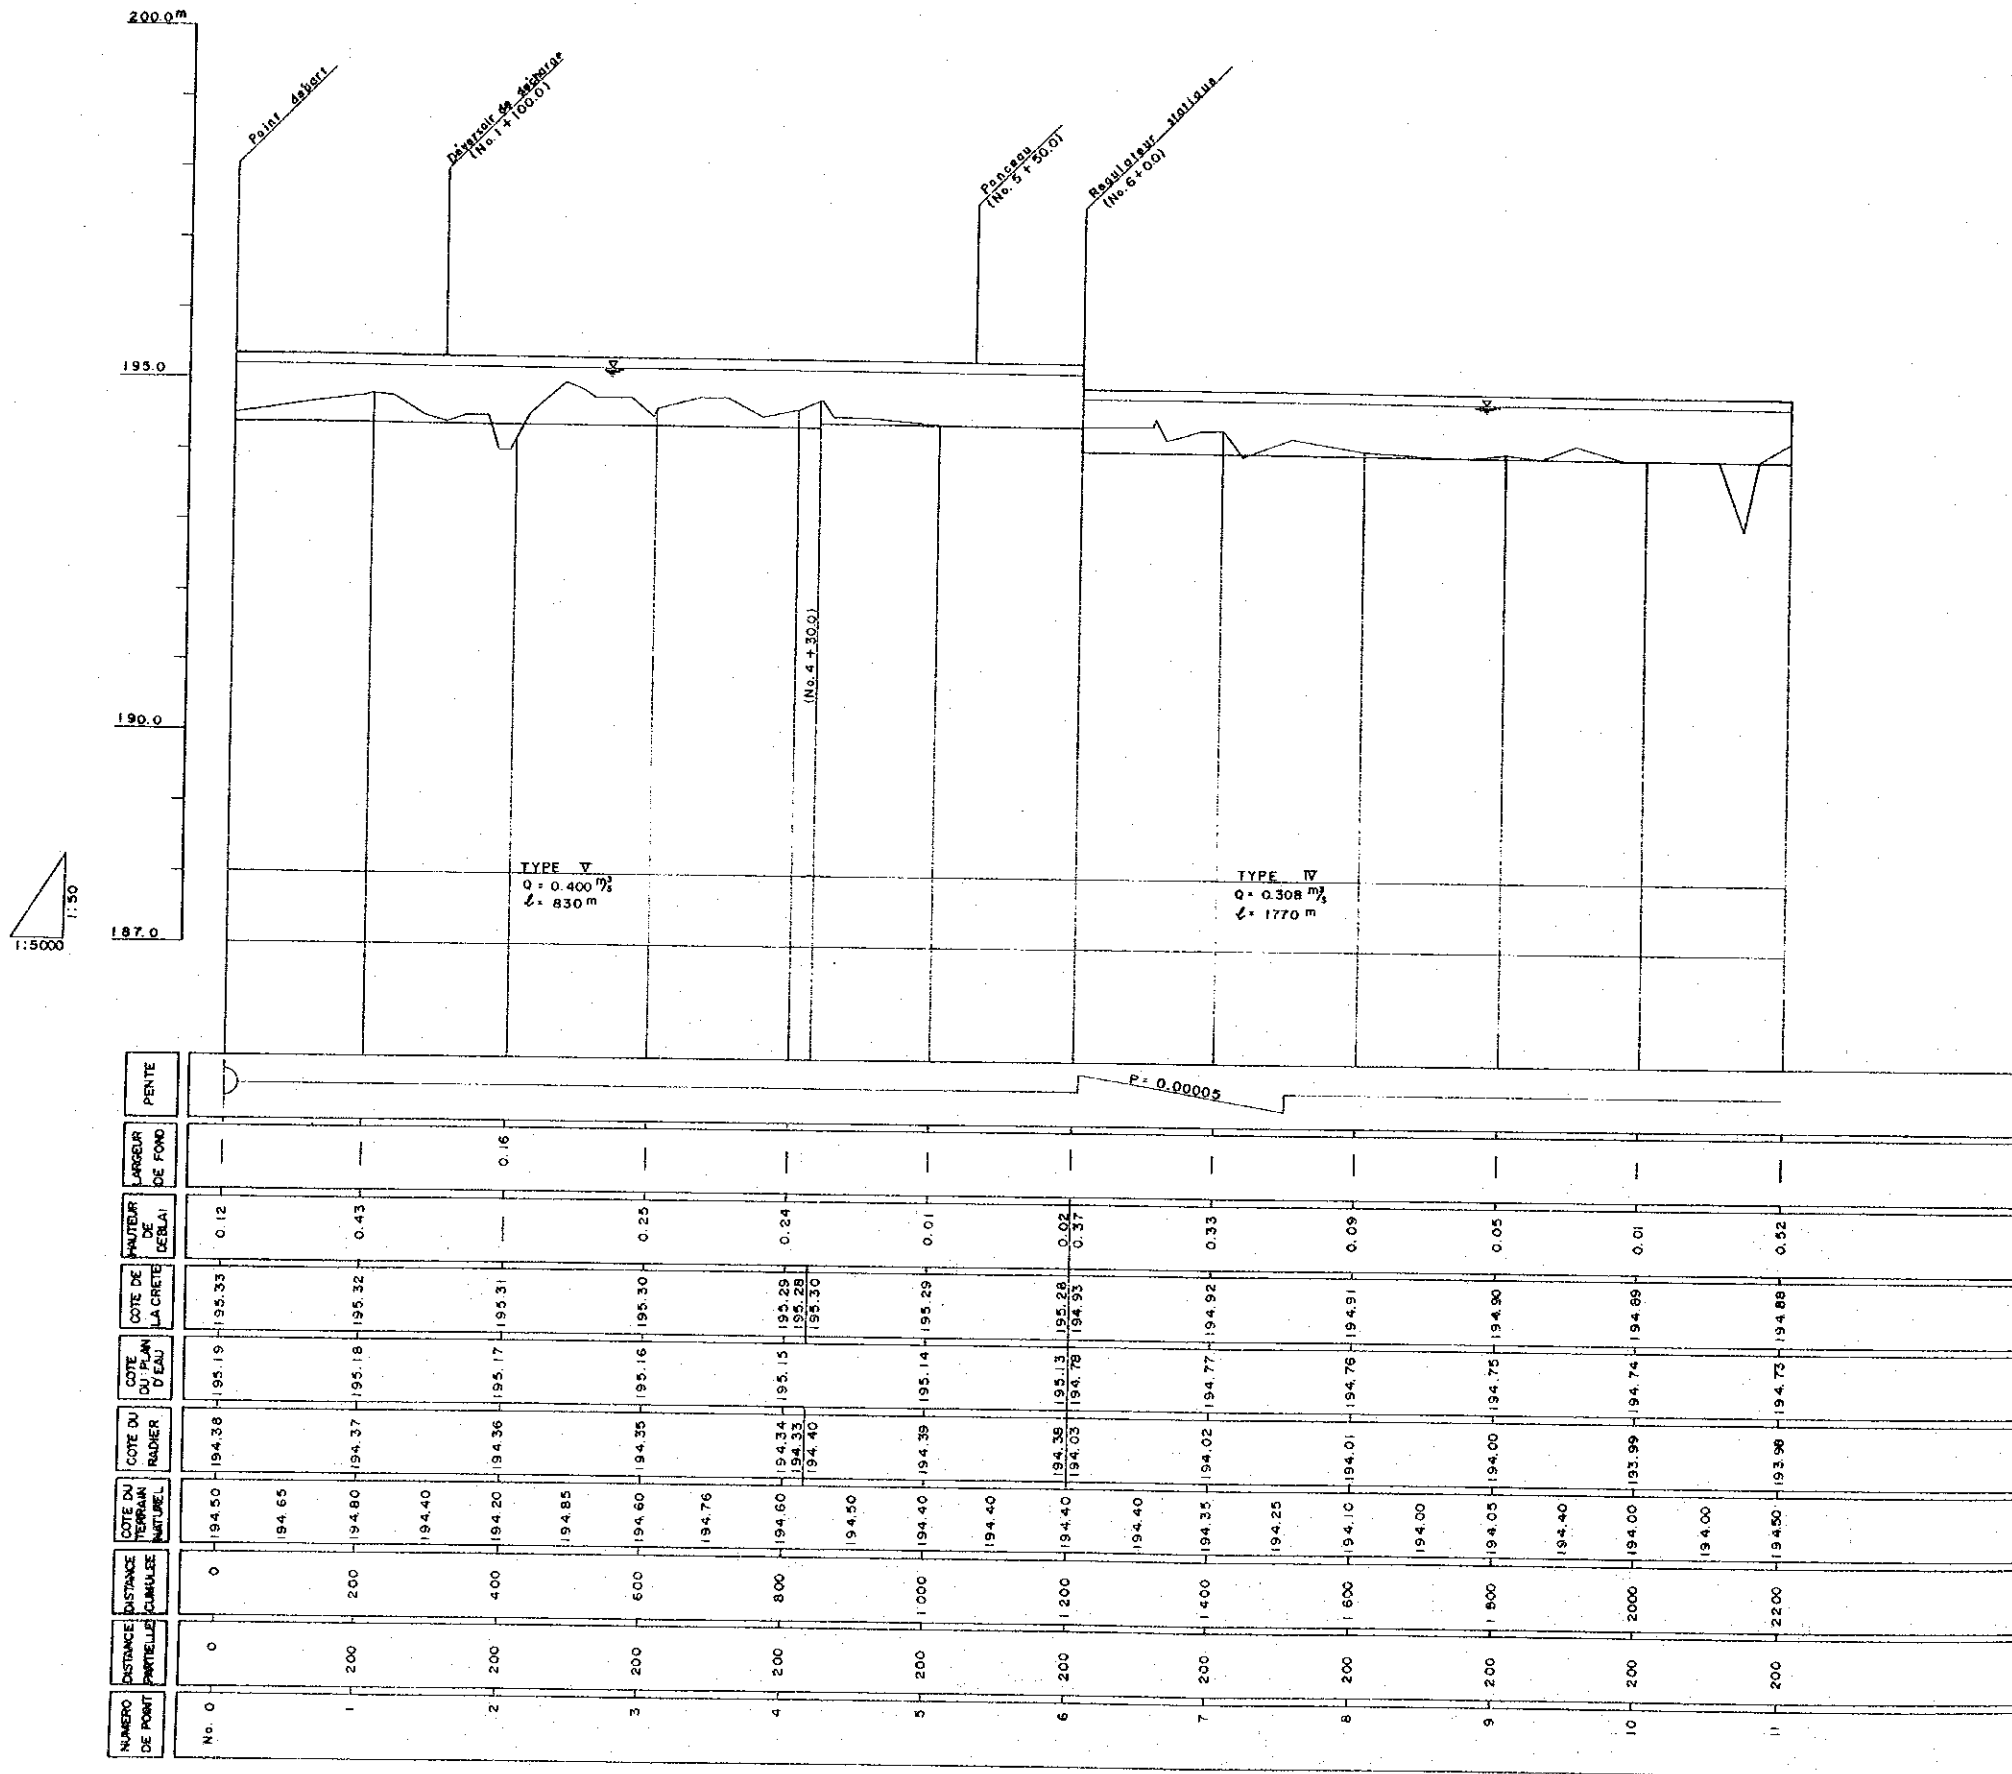 200.0m
Point départ
Déversoir de décharge
(No.1 + 100.0)
Ponceau
(No. 5 + 50.0)
Regulateur statique
(No. 6 + 0.0)
195.0
(No. 4 + 30.0)
190.0
TYPE V
Q = 0.400 m³/s
ℓ = 830 m
TYPE IV
Q = 0.308 m³/s
ℓ = 1770 m
1:50
1:5000
187.0
PENTE
P = 0.00005
LARGEUR DE FOND
— — 0.16 — — — — — — — — —
HAUTEUR DE DEBLAI
0.12 0.43 — 0.25 0.24 0.01 0.02 0.37 0.33 0.09 0.05 0.01 0.52
COTE DE LA CRETE
195.33 195.32 195.31 195.30 195.29 195.28 195.30 195.29 195.28 194.93 194.92 194.91 194.90 194.89 194.88
COTE DU PLAN D'EAU
195.19 195.18 195.17 195.16 195.15 195.14 195.13 194.78 194.77 194.76 194.75 194.74 194.73
COTE DU RADIER
194.38 194.37 194.36 194.35 194.34 194.33 194.40 194.39 194.38 194.03 194.02 194.01 194.00 193.99 193.98
COTE DU TERRAIN NATUREL
194.50 194.65 194.80 194.40 194.20 194.85 194.60 194.76 194.60 194.50 194.40 194.40 194.40 194.40 194.35 194.25 194.10 194.00 194.05 194.40 194.00 194.00 194.50
DISTANCE CUMULEE
0 200 400 600 800 1000 1200 1400 1600 1800 2000 2200
DISTANCE PARTIELLE
0 200 200 200 200 200 200 200 200 200 200 200
NUMERO DE POINT
No. 0 1 2 3 4 5 6 7 8 9 10 11